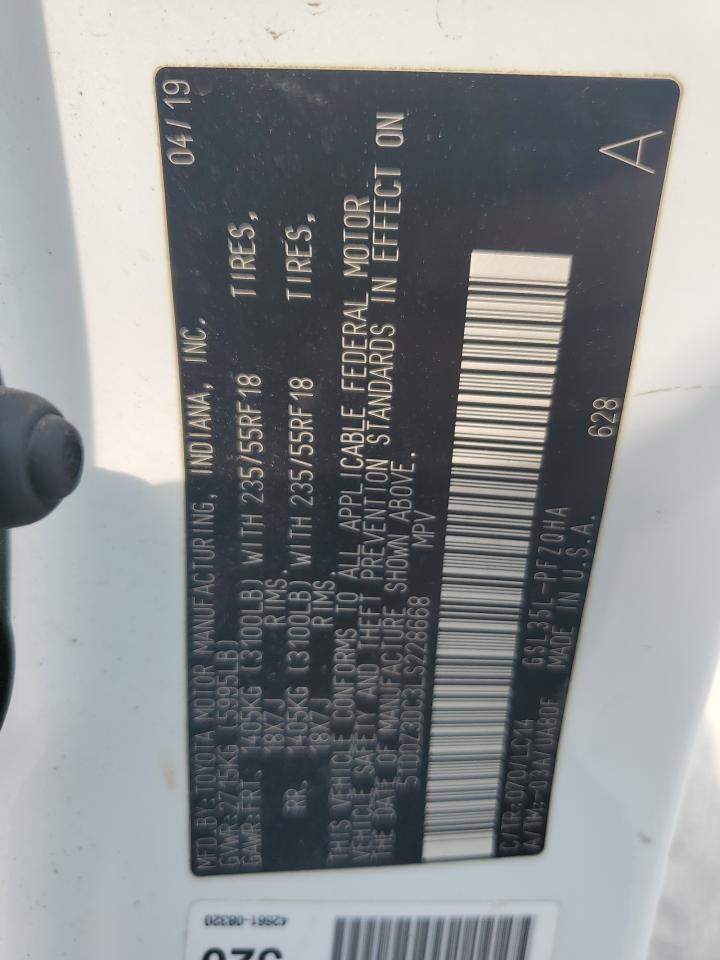 MFD.BY:TOYOTA MOTOR MANUFACTURING, INDIANA, INC. 04/19
GVWR:2715KG (5995LB)
GAWR:FRT. 1405KG (3100LB) WITH 235/55RF18 TIRES,
18X7J RIMS.
RR. 1405KG (3100LB) WITH 235/55RF18 TIRES,
18X7J RIMS.
THIS VEHICLE CONFORMS TO ALL APPLICABLE FEDERAL MOTOR
VEHICLE SAFETY AND THEFT PREVENTION STANDARDS IN EFFECT ON
THE DATE OF MANUFACTURE SHOWN ABOVE.
5TDDZ3DC3LS228668 MPV
C/TR:070/LC14 GSL35L-PFZQHA 628
A/TM:-03A/UA80F MADE IN U.S.A. A
42661-08320